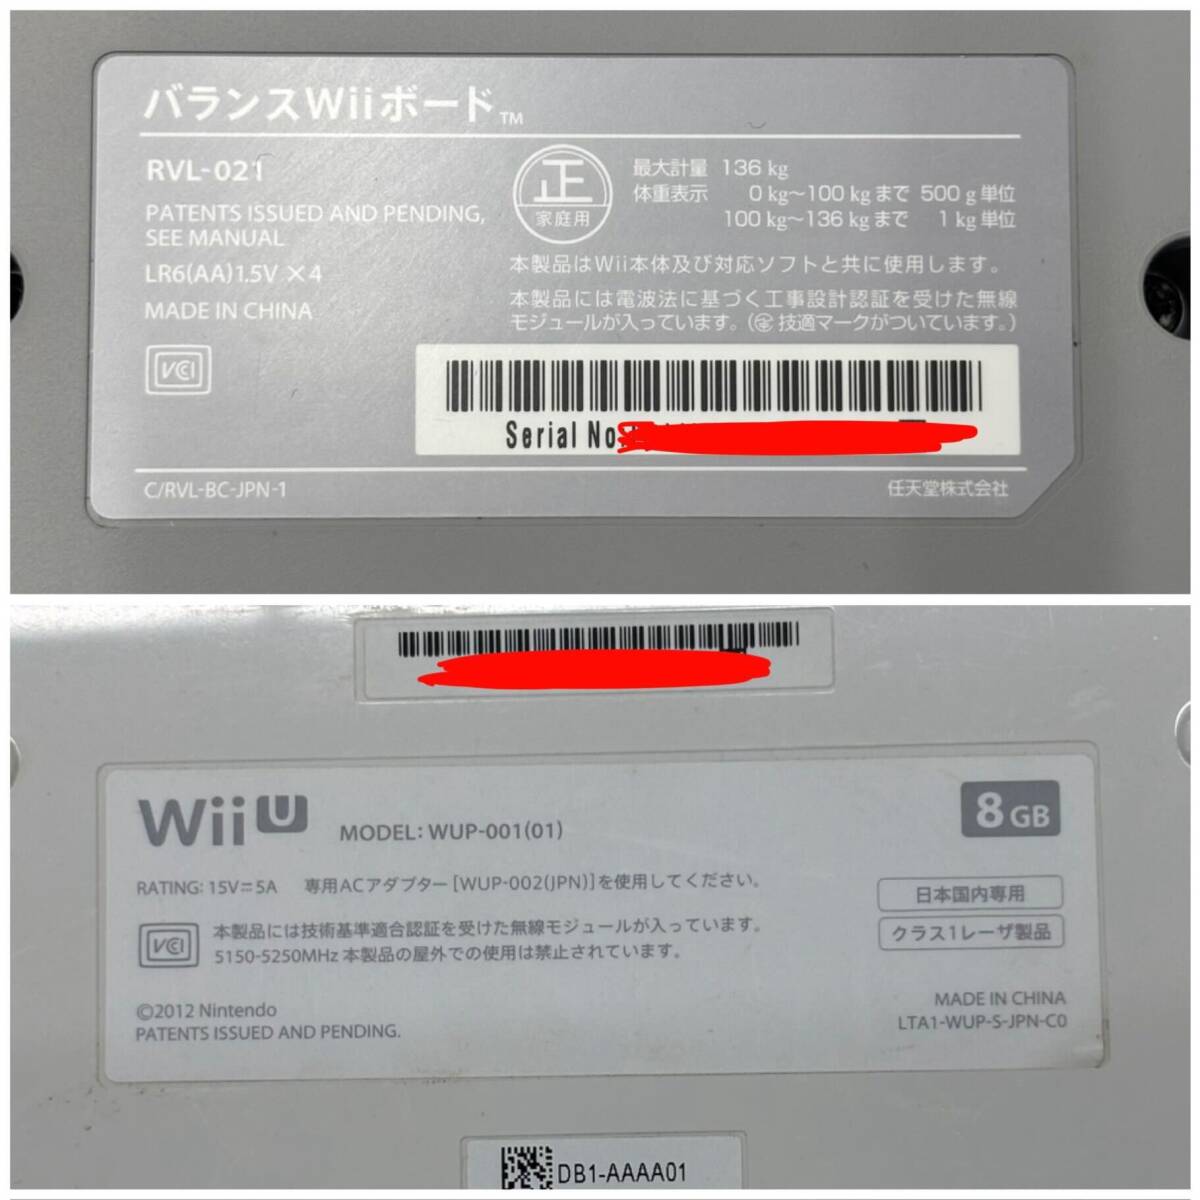 バランスWiiボード™
RVL-021
PATENTS ISSUED AND PENDING,
SEE MANUAL
LR6(AA)1.5V ×4
MADE IN CHINA
VCI
正
家庭用
最大計量 136 kg
体重表示 0 kg〜100 kgまで 500 g 単位
100 kg〜136 kgまで 1 kg 単位
本製品はWii本体及び対応ソフトと共に使用します。
本製品には電波法に基づく工事設計認証を受けた無線
モジュールが入っています。(技適マークがついています。)
Serial No.
C/RVL-BC-JPN-1
任天堂株式会社
Wii U
MODEL: WUP-001(01)
8GB
RATING: 15V⎓5A 専用ACアダプター[WUP-002(JPN)]を使用してください。
日本国内専用
VCI
本製品には技術基準適合認証を受けた無線モジュールが入っています。
5150-5250MHz 本製品の屋外での使用は禁止されています。
クラス1レーザ製品
©2012 Nintendo
PATENTS ISSUED AND PENDING.
MADE IN CHINA
LTA1-WUP-S-JPN-C0
DB1-AAAA01